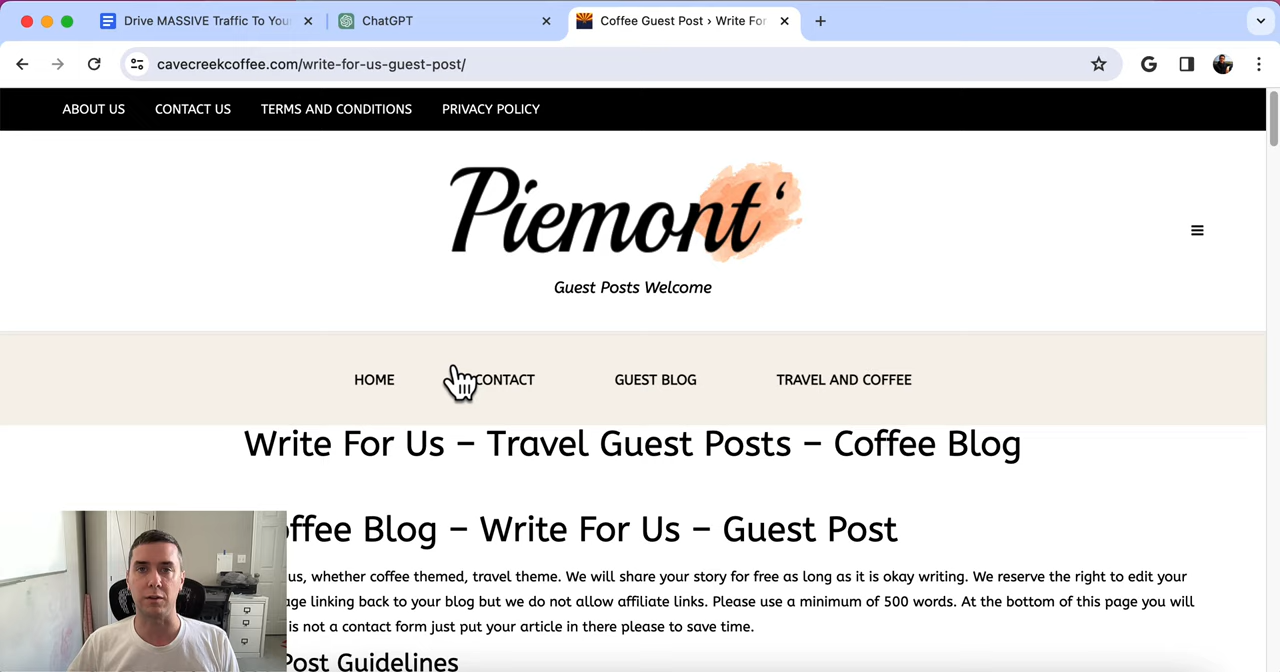 Drive MASSIVE Traffic To You
ChatGPT
Coffee Guest Post › Write For
cavecreekcoffee.com/write-for-us-guest-post/
ABOUT US CONTACT US TERMS AND CONDITIONS PRIVACY POLICY
Piemont'
Guest Posts Welcome
HOME CONTACT GUEST BLOG TRAVEL AND COFFEE
Write For Us – Travel Guest Posts – Coffee Blog
offee Blog – Write For Us – Guest Post
us, whether coffee themed, travel theme. We will share your story for free as long as it is okay writing. We reserve the right to edit your
age linking back to your blog but we do not allow affiliate links. Please use a minimum of 500 words. At the bottom of this page you will
is not a contact form just put your article in there please to save time.
Post Guidelines